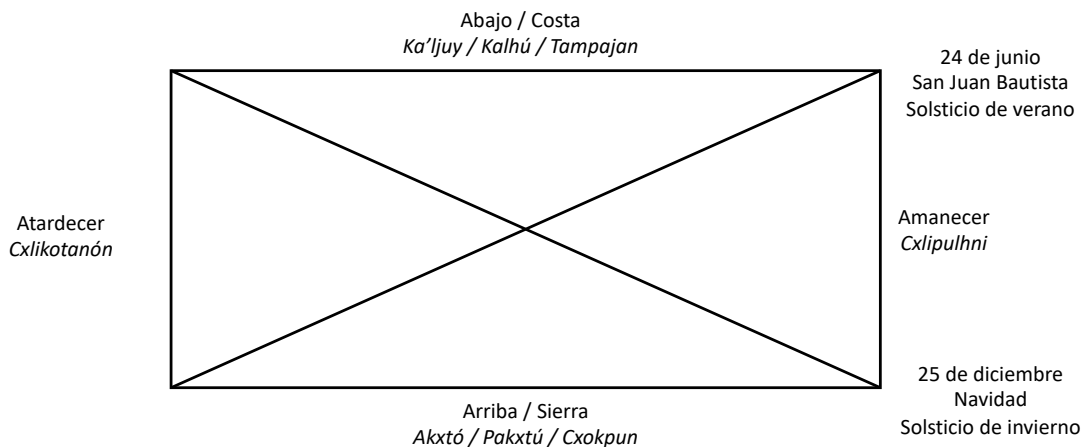 Abajo / Costa
Ka’ljuy / Kalhú / Tampajan
24 de junio
San Juan Bautista
Solsticio de verano
Atardecer
Cxlikotanón
Amanecer
Cxlipulhni
25 de diciembre
Navidad
Solsticio de invierno
Arriba / Sierra
Akxtó / Pakxtú / Cxokpun